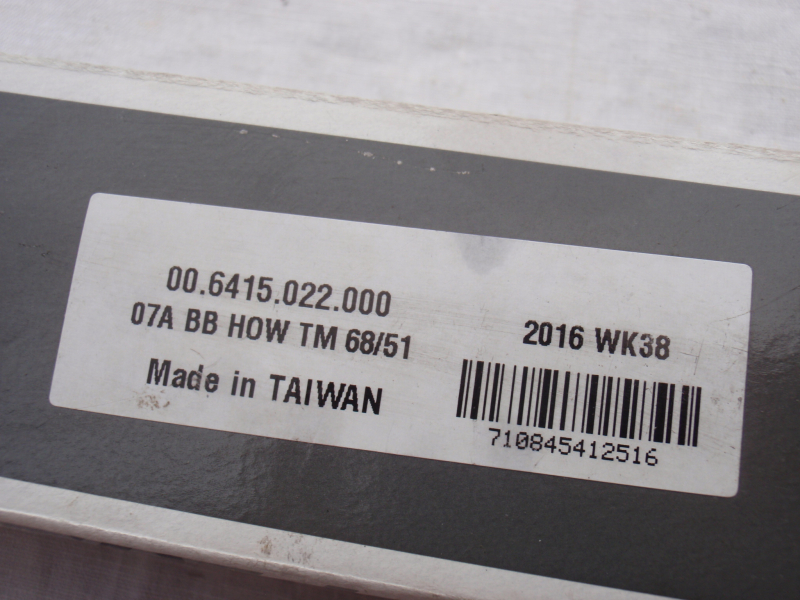 00.6415.022.000
07A BB HOW TM 68/51
Made in TAIWAN
2016 WK38
710845412516